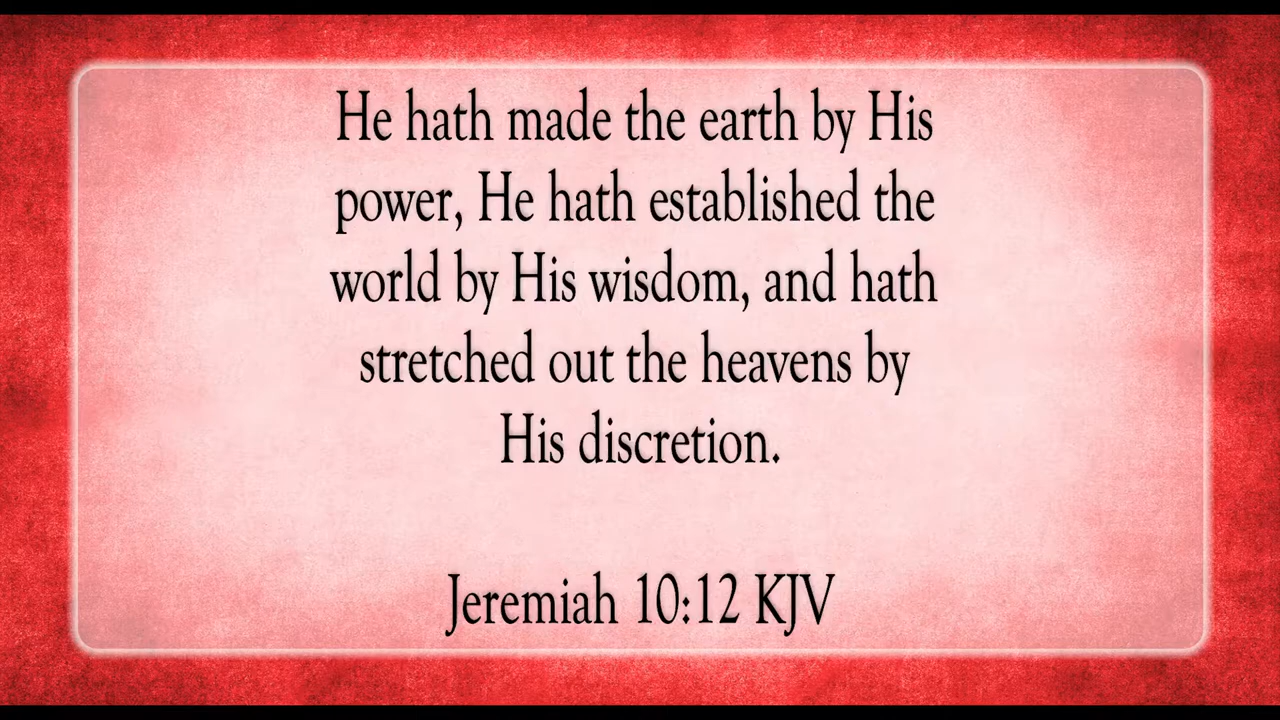 He hath made the earth by His
power, He hath established the
world by His wisdom, and hath
stretched out the heavens by
His discretion.
Jeremiah 10:12 KJV